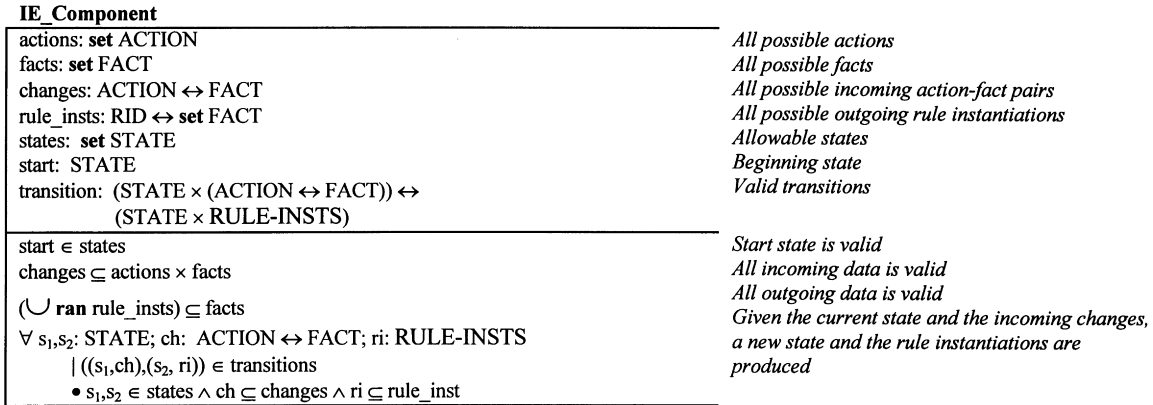 IE_Component
actions: set ACTION All possible actions
facts: set FACT All possible facts
changes: ACTION ↔ FACT All possible incoming action-fact pairs
rule_insts: RID ↔ set FACT All possible outgoing rule instantiations
states: set STATE Allowable states
start: STATE Beginning state
transition: (STATE × (ACTION ↔ FACT)) ↔ Valid transitions
(STATE × RULE-INSTS)
start ∈ states Start state is valid
changes ⊆ actions × facts All incoming data is valid
(∪ ran rule_insts) ⊆ facts All outgoing data is valid
∀ s₁,s₂: STATE; ch: ACTION ↔ FACT; ri: RULE-INSTS Given the current state and the incoming changes,
| ((s₁,ch),(s₂, ri)) ∈ transitions a new state and the rule instantiations are
• s₁,s₂ ∈ states ∧ ch ⊆ changes ∧ ri ⊆ rule_inst produced